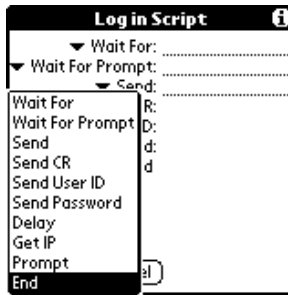 Log in Script
Wait For:
Wait For Prompt:
Send:
R:
D:
d:
d
Wait For
Wait For Prompt
Send
Send CR
Send User ID
Send Password
Delay
Get IP
Prompt
End
el